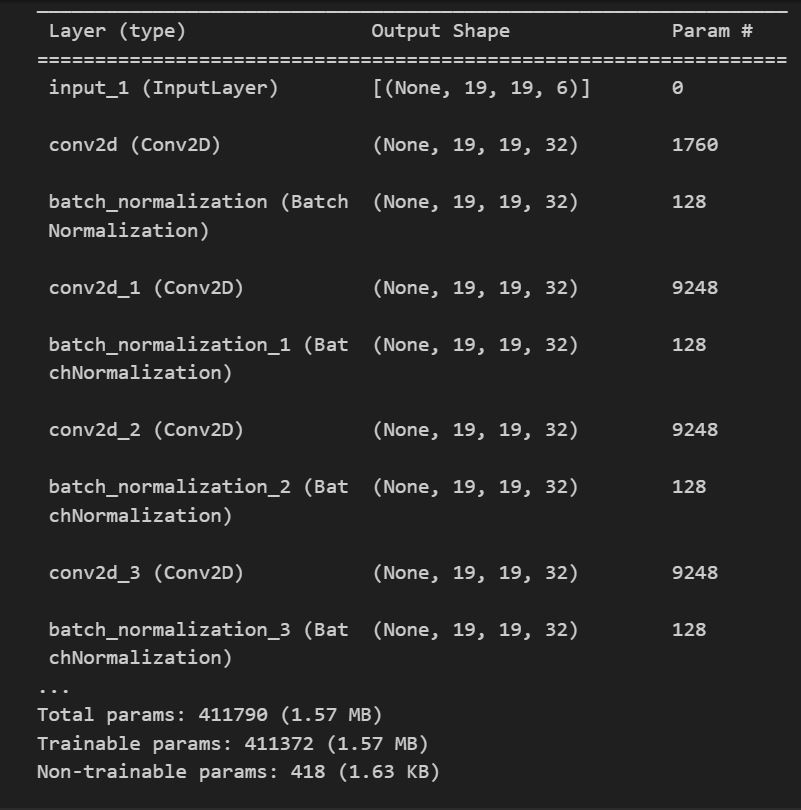 Layer (type) Output Shape Param #
=================================================================
input_1 (InputLayer) [(None, 19, 19, 6)] 0
conv2d (Conv2D) (None, 19, 19, 32) 1760
batch_normalization (Batch (None, 19, 19, 32) 128
Normalization)
conv2d_1 (Conv2D) (None, 19, 19, 32) 9248
batch_normalization_1 (Bat (None, 19, 19, 32) 128
chNormalization)
conv2d_2 (Conv2D) (None, 19, 19, 32) 9248
batch_normalization_2 (Bat (None, 19, 19, 32) 128
chNormalization)
conv2d_3 (Conv2D) (None, 19, 19, 32) 9248
batch_normalization_3 (Bat (None, 19, 19, 32) 128
chNormalization)
...
Total params: 411790 (1.57 MB)
Trainable params: 411372 (1.57 MB)
Non-trainable params: 418 (1.63 KB)